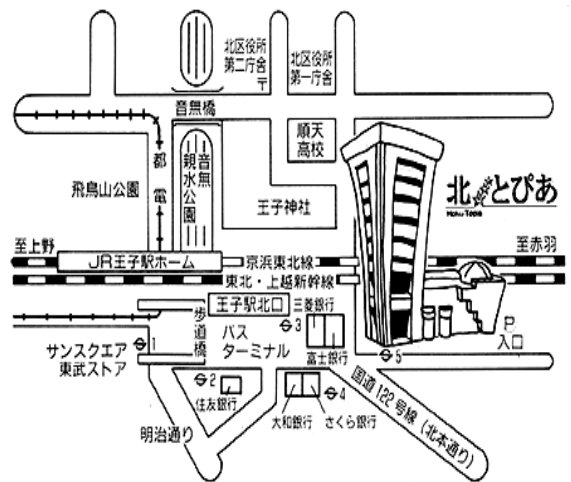 北区役所
第二庁舎
〒
北区役所
第一庁舎
音無橋
順天
高校
都電
音無
親水公園
飛鳥山公園
王子神社
北とぴあ
至上野
JR王子駅ホーム
京浜東北線
至赤羽
東北・上越新幹線
王子駅北口
三菱銀行
歩道橋
3
バス
ターミナル
富士銀行
P
入口
1
サンスクエア
東武ストア
5
2
住友銀行
4
大和銀行
さくら銀行
国道122号線(北本通り)
明治通り